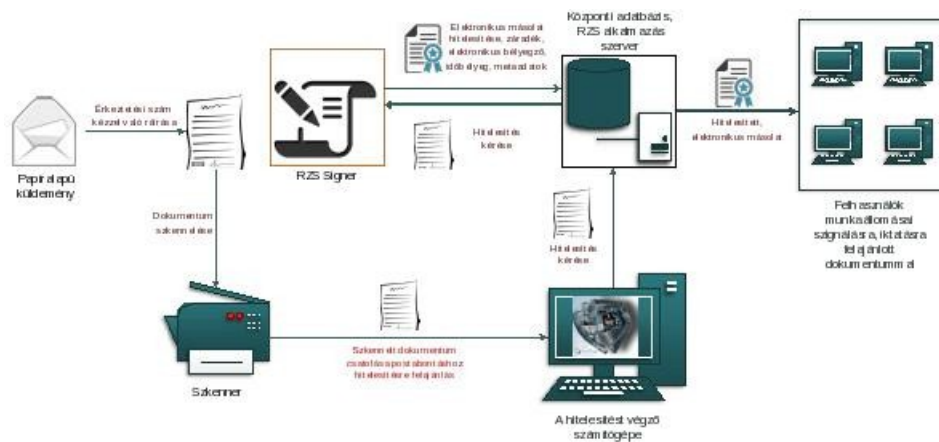 Elektronikus másolat
hitelesítése, záradék,
elektronikus bélyegző,
időbélyeg, metaadatok
Központi adatbázis,
RZS alkalmazás
szerver
Érkeztetési szám
kézzel való ráírása
Papíralapú
küldemény
RZS Signer
Hitelesítés
kérése
Hitelesített,
elektronikus másolat
Felhasználók
munkaállomásai
szignálásra, iktatásra
felajánlott
dokumentummal
Dokumentum
szkennelése
Hitelesítés
kérése
Szkennelt dokumentum
csatolása postabontáshoz
hitelesítésre felajánlás
Szkenner
A hitelesítést végző
számítógépe